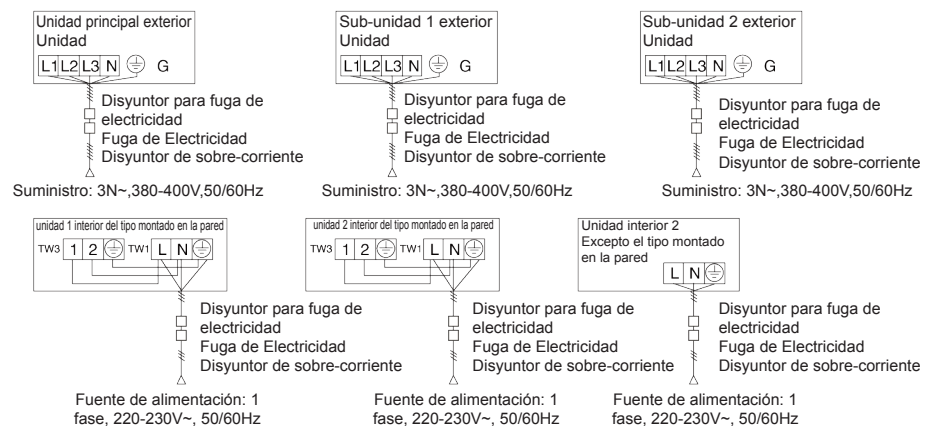 Unidad principal exterior
Unidad
L1 L2 L3 N G
Disyuntor para fuga de
electricidad
Fuga de Electricidad
Disyuntor de sobre-corriente
Suministro: 3N~,380-400V,50/60Hz
Sub-unidad 1 exterior
Unidad
L1 L2 L3 N G
Disyuntor para fuga de
electricidad
Fuga de Electricidad
Disyuntor de sobre-corriente
Suministro: 3N~,380-400V,50/60Hz
Sub-unidad 2 exterior
Unidad
L1 L2 L3 N G
Disyuntor para fuga de
electricidad
Fuga de Electricidad
Disyuntor de sobre-corriente
Suministro: 3N~,380-400V,50/60Hz
unidad 1 interior del tipo montado en la pared
TW3 1 2 TW1 L N
Disyuntor para fuga de
electricidad
Fuga de Electricidad
Disyuntor de sobre-corriente
Fuente de alimentación: 1
fase, 220-230V~, 50/60Hz
unidad 2 interior del tipo montado en la pared
TW3 1 2 TW1 L N
Disyuntor para fuga de
electricidad
Fuga de Electricidad
Disyuntor de sobre-corriente
Fuente de alimentación: 1
fase, 220-230V~, 50/60Hz
Unidad interior 2
Excepto el tipo montado
en la pared
L N
Disyuntor para fuga de
electricidad
Fuga de Electricidad
Disyuntor de sobre-corriente
Fuente de alimentación: 1
fase, 220-230V~, 50/60Hz